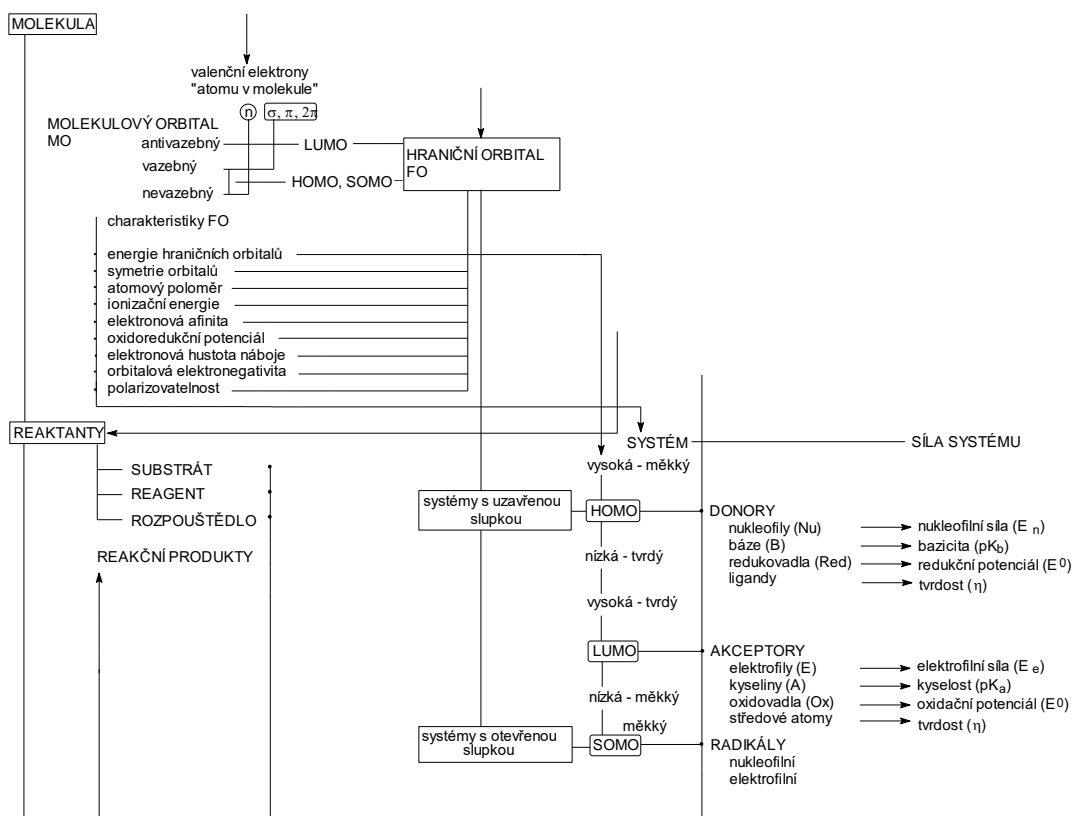 MOLEKULA
valenční elektrony
"atomu v molekule"
n σ, π, 2π
MOLEKULOVÝ ORBITAL
MO
antivazebný
LUMO
vazebný
HOMO, SOMO
nevazebný
HRANIČNÍ ORBITAL
FO
charakteristiky FO
energie hraničních orbitalů
symetrie orbitalů
atomový poloměr
ionizační energie
elektronová afinita
oxidoredukční potenciál
elektronová hustota náboje
orbitalová elektronegativita
polarizovatelnost
REAKTANTY
SUBSTRÁT
REAGENT
ROZPOUŠTĚDLO
REAKČNÍ PRODUKTY
SYSTÉM
SÍLA SYSTÉMU
vysoká - měkký
systémy s uzavřenou
slupkou
HOMO
DONORY
nukleofily (Nu)
nukleofilní síla (E n)
báze (B)
bazicita (pKb)
redukovadla (Red)
redukční potenciál (E0)
ligandy
tvrdost (η)
nízká - tvrdý
vysoká - tvrdý
LUMO
AKCEPTORY
elektrofily (E)
elektrofilní síla (E e)
kyseliny (A)
kyselost (pKa)
oxidovadla (Ox)
oxidační potenciál (E0)
středové atomy
tvrdost (η)
nízká - měkký
měkký
systémy s otevřenou
slupkou
SOMO
RADIKÁLY
nukleofilní
elektrofilní